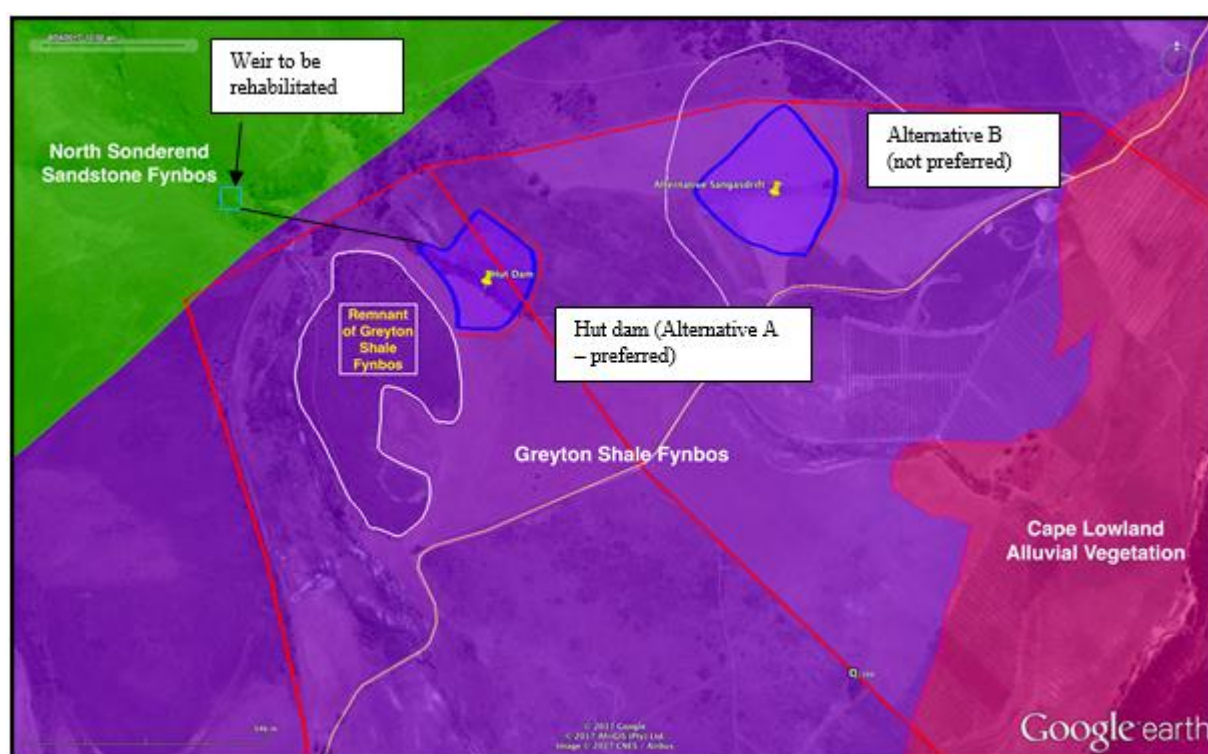 Weir to be
rehabilitated
North Sonderend
Sandstone Fynbos
Alternative B
(not preferred)
Alternative Sangasdrift
Hut Dam
Remnant
of Greyton
Shale
Fynbos
Hut dam (Alternative A
– preferred)
Greyton Shale Fynbos
Cape Lowland
Alluvial Vegetation
© 2017 Google
© 2017 AfriGIS (Pty) Ltd.
Image © 2017 CNES / Airbus
Google earth